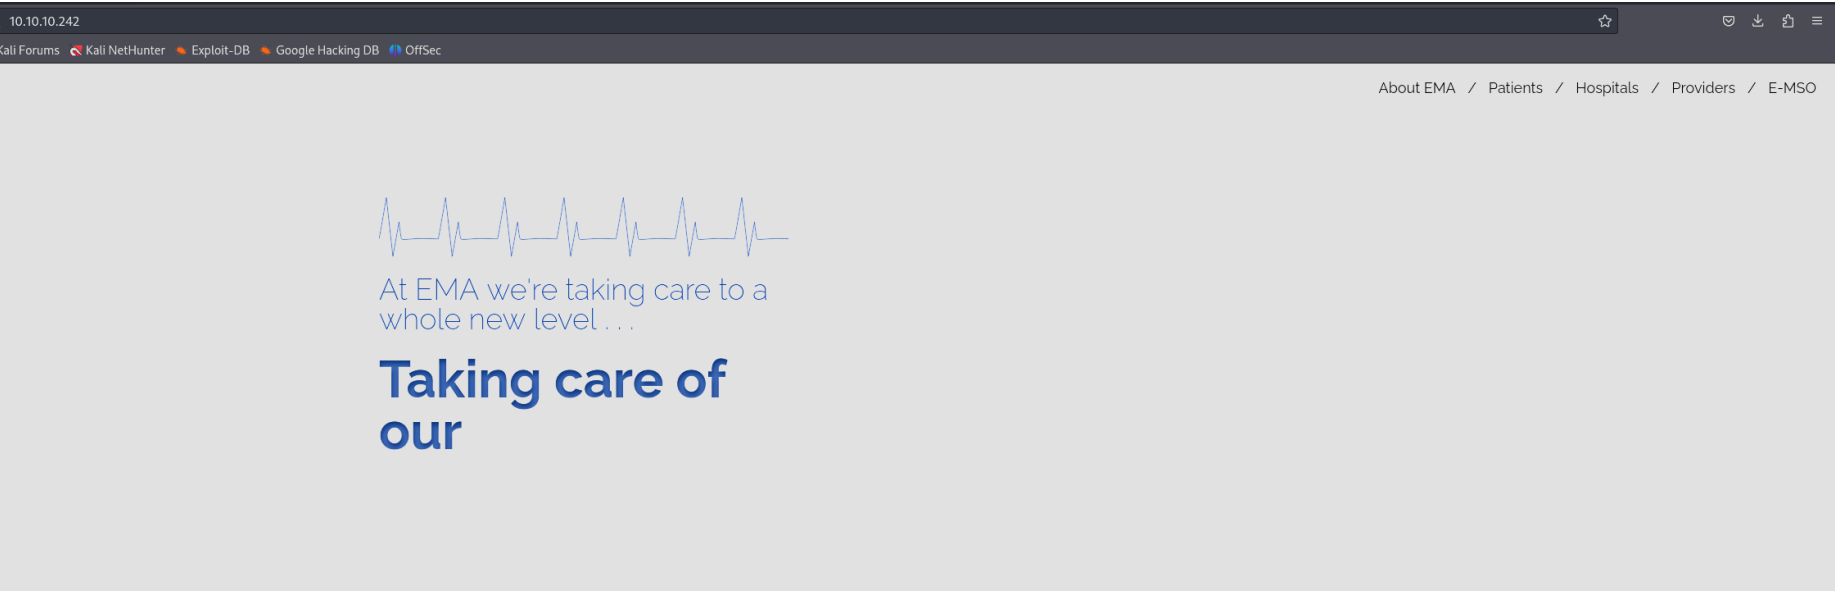 10.10.10.242
Kali Forums Kali NetHunter Exploit-DB Google Hacking DB OffSec
About EMA / Patients / Hospitals / Providers / E-MSO
At EMA we're taking care to a
whole new level . . .
Taking care of
our